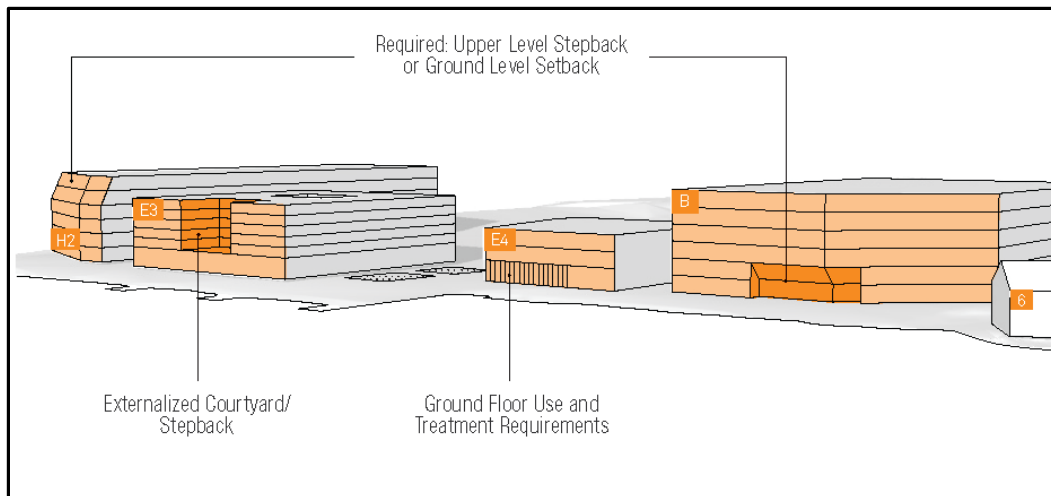 Required: Upper Level Stepback
or Ground Level Setback
B
E3
E4
H2
6
Externalized Courtyard/
Stepback
Ground Floor Use and
Treatment Requirements